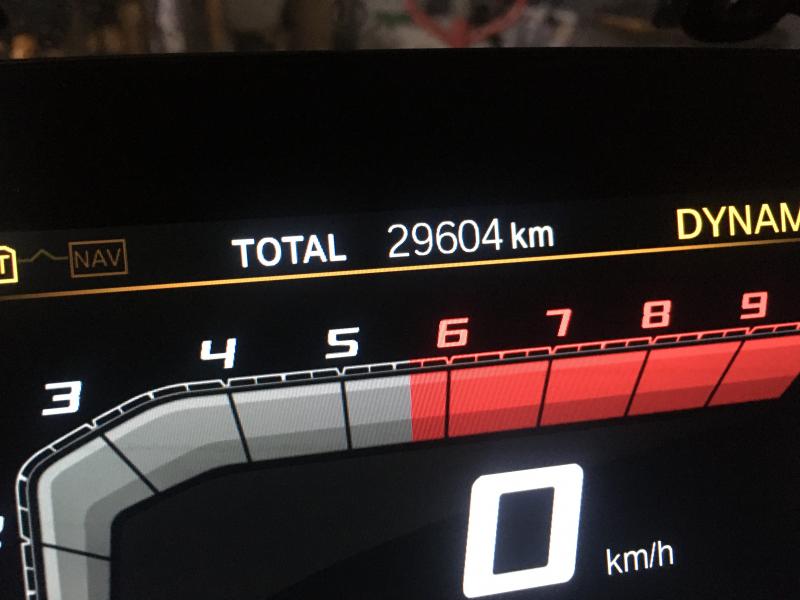 T NAV TOTAL 29604 km DYNAM
3 4 5 6 7 8 9
0 km/h